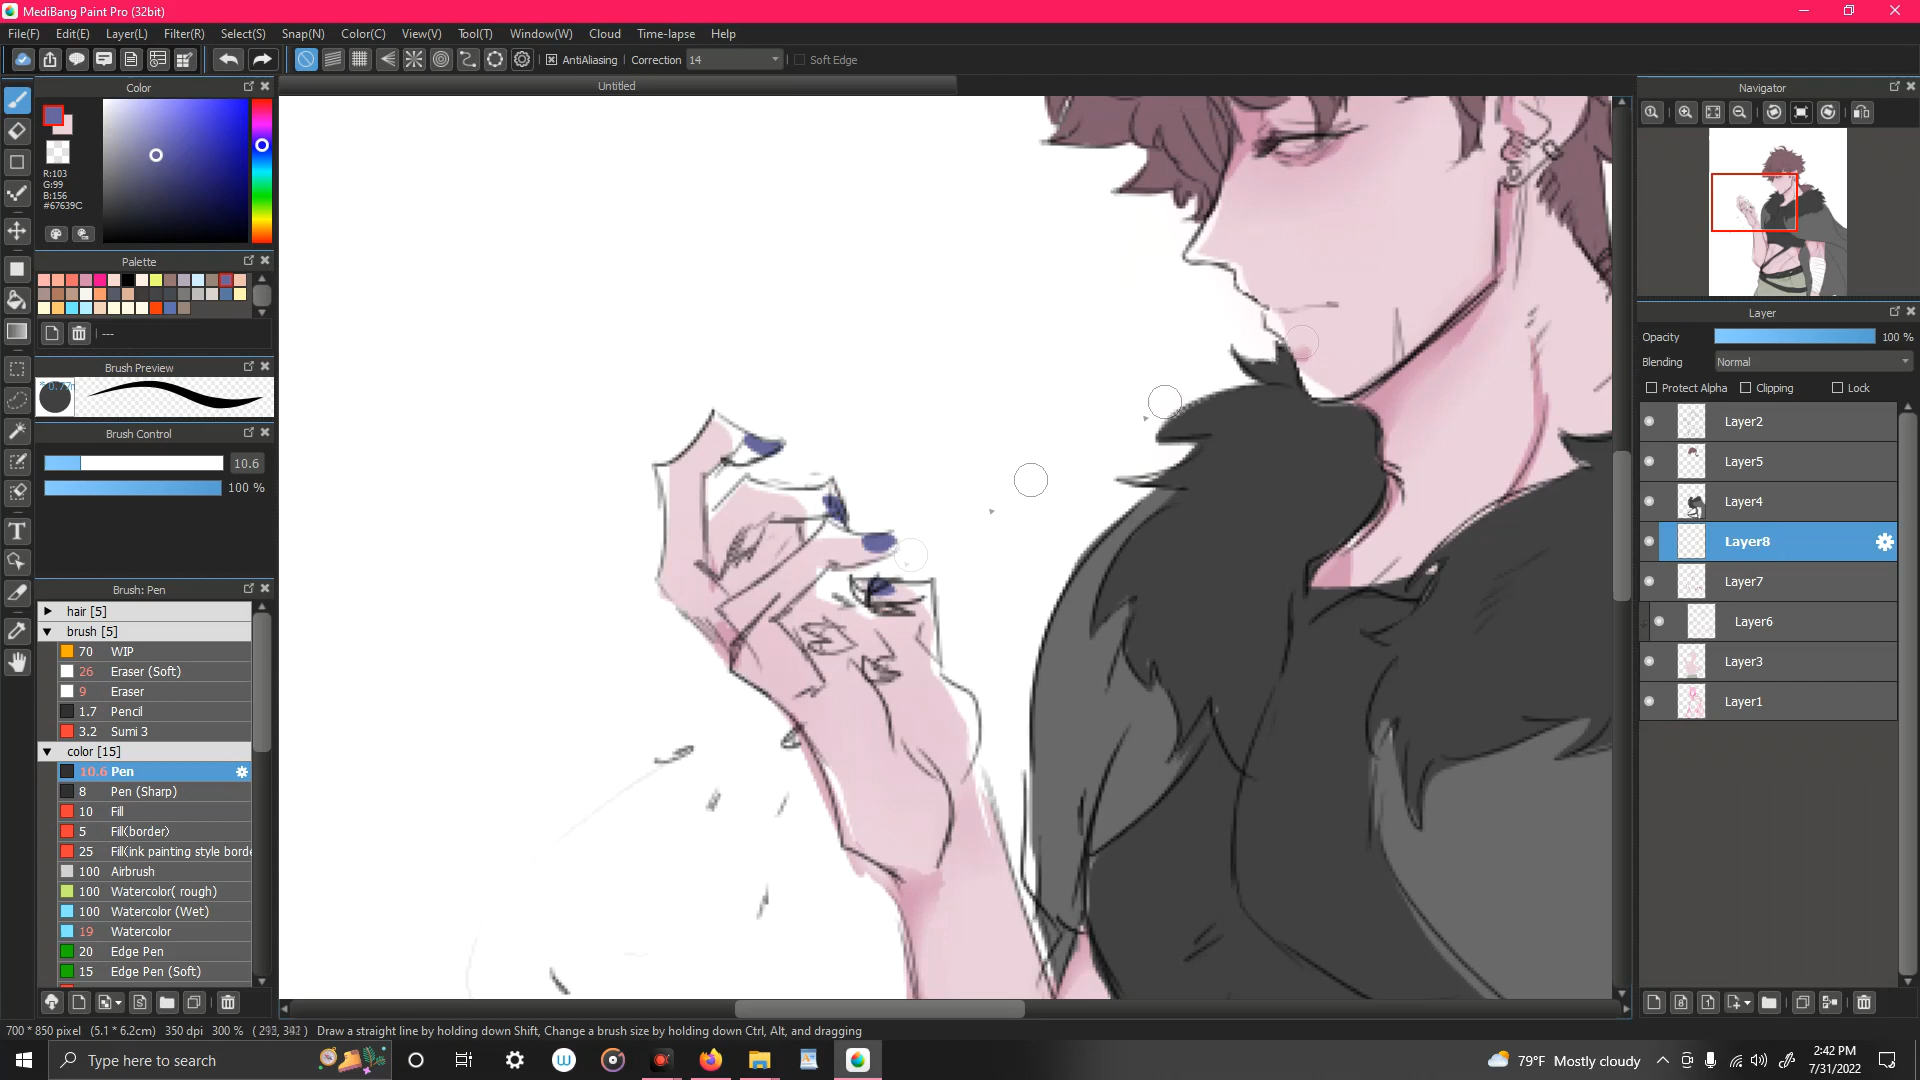 MediBang Paint Pro (32bit)
File(F) Edit(E) Layer(L) Filter(R) Select(S) Snap(N) Color(C) View(V) Tool(T) Window(W) Cloud Time-lapse Help
AntiAliasing Correction 14 Soft Edge
Color
Untitled
Navigator
R:103
G:99
B:156
#67639C
Palette
---
Brush Preview
Brush Control
10.6
100 %
Brush: Pen
hair [5]
brush [5]
70 WIP
26 Eraser (Soft)
9 Eraser
1.7 Pencil
3.2 Sumi 3
color [15]
10.6 Pen
8 Pen (Sharp)
10 Fill
5 Fill(border)
25 Fill(ink painting style borde
100 Airbrush
100 Watercolor( rough)
100 Watercolor (Wet)
19 Watercolor
20 Edge Pen
15 Edge Pen (Soft)
Layer
Opacity 100 %
Blending Normal
Protect Alpha Clipping Lock
Layer2
Layer5
Layer4
Layer8
Layer7
Layer6
Layer3
Layer1
700 * 850 pixel (5.1 * 6.2cm) 350 dpi 300 % Draw a straight line by holding down Shift, Change a brush size by holding down Ctrl, Alt, and dragging
Type here to search
79°F Mostly cloudy
2:42 PM
7/31/2022